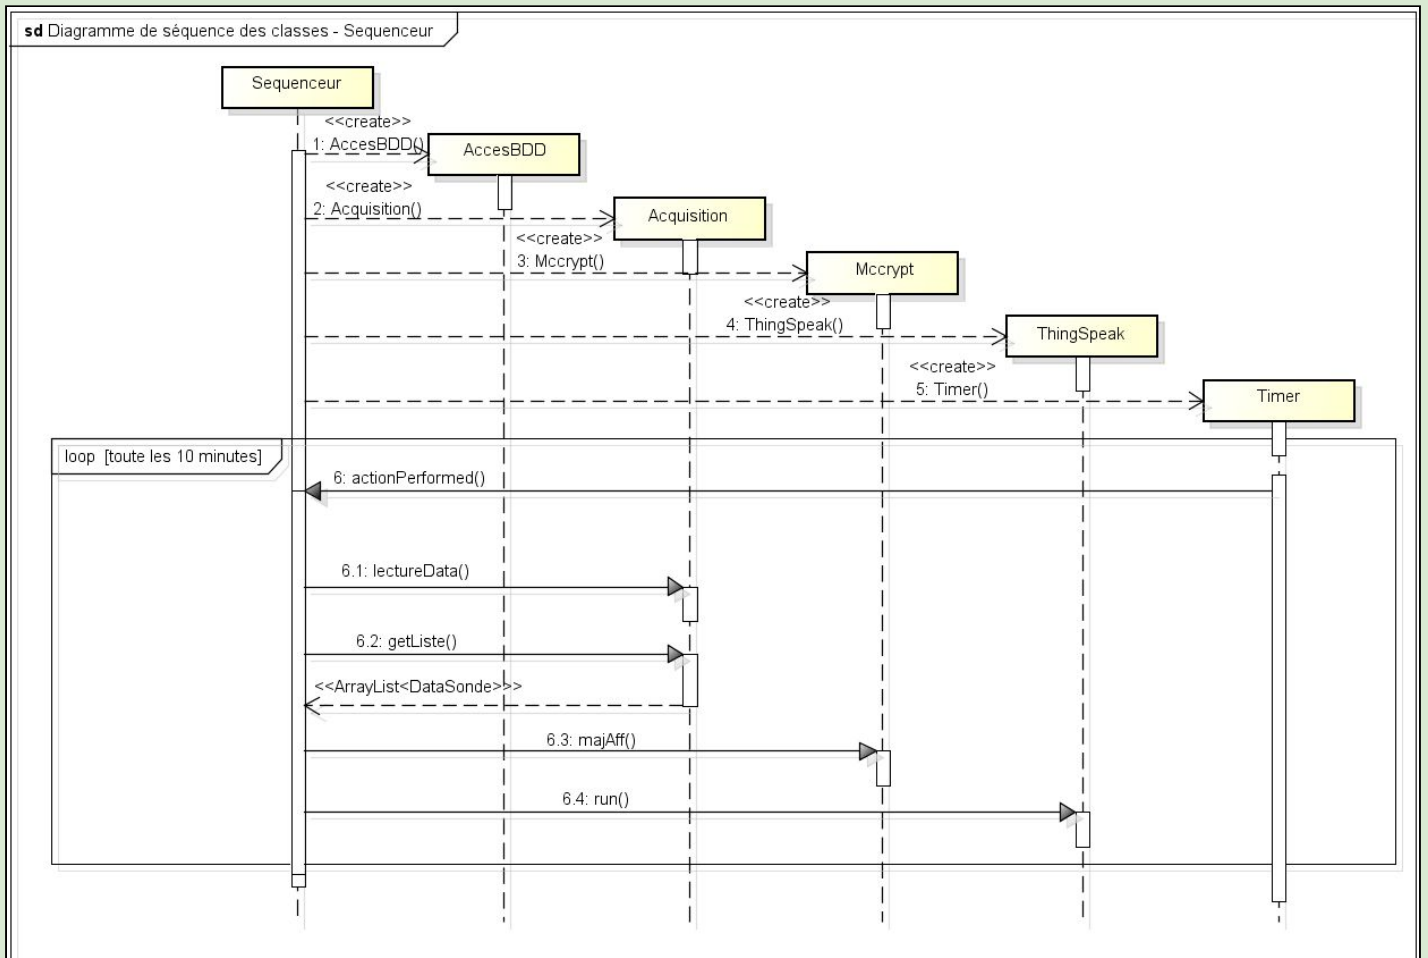 sd Diagramme de séquence des classes - Sequenceur
Sequenceur
<<create>>
1: AccesBDD()
AccesBDD
<<create>>
2: Acquisition()
Acquisition
<<create>>
3: Mccrypt()
Mccrypt
<<create>>
4: ThingSpeak()
ThingSpeak
<<create>>
5: Timer()
Timer
loop [toute les 10 minutes]
6: actionPerformed()
6.1: lectureData()
6.2: getListe()
<<ArrayList<DataSonde>>>
6.3: majAff()
6.4: run()